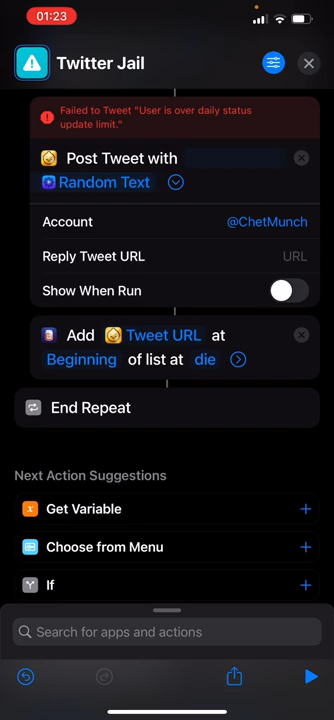 01:23
Twitter Jail
Failed to Tweet "User is over daily status
update limit."
Post Tweet with
Random Text
Account @ChetMunch
Reply Tweet URL URL
Show When Run
Add Tweet URL at
Beginning of list at die
End Repeat
Next Action Suggestions
Get Variable
Choose from Menu
If
Search for apps and actions